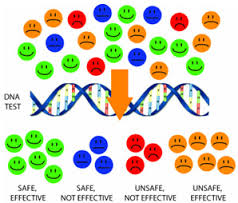 DNA
TEST
SAFE, EFFECTIVE
SAFE, NOT EFFECTIVE
UNSAFE, NOT EFFECTIVE
UNSAFE, EFFECTIVE